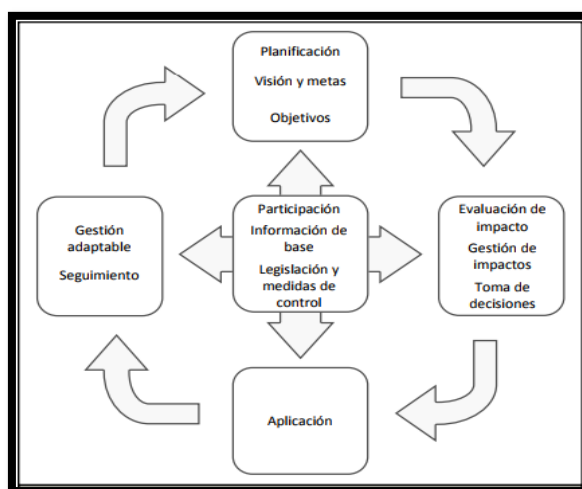 Planificación
Visión y metas
Objetivos
Gestión
adaptable
Seguimiento
Participación
Información de
base
Legislación y
medidas de
control
Evaluación de
impacto
Gestión de
impactos
Toma de
decisiones
Aplicación